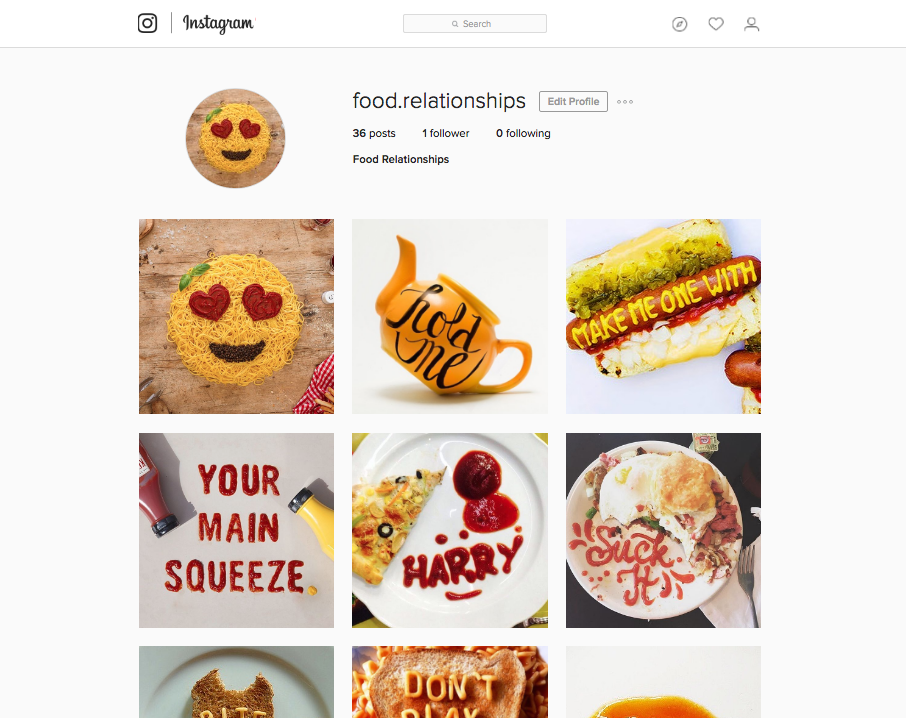 Instagram
Search
food.relationships
Edit Profile
36 posts
1 follower
0 following
Food Relationships
hold
me
MAKE ME ONE WITH
YOUR
MAIN
SQUEEZE
HARRY
Suck
It
BITE
DON'T
PLAY